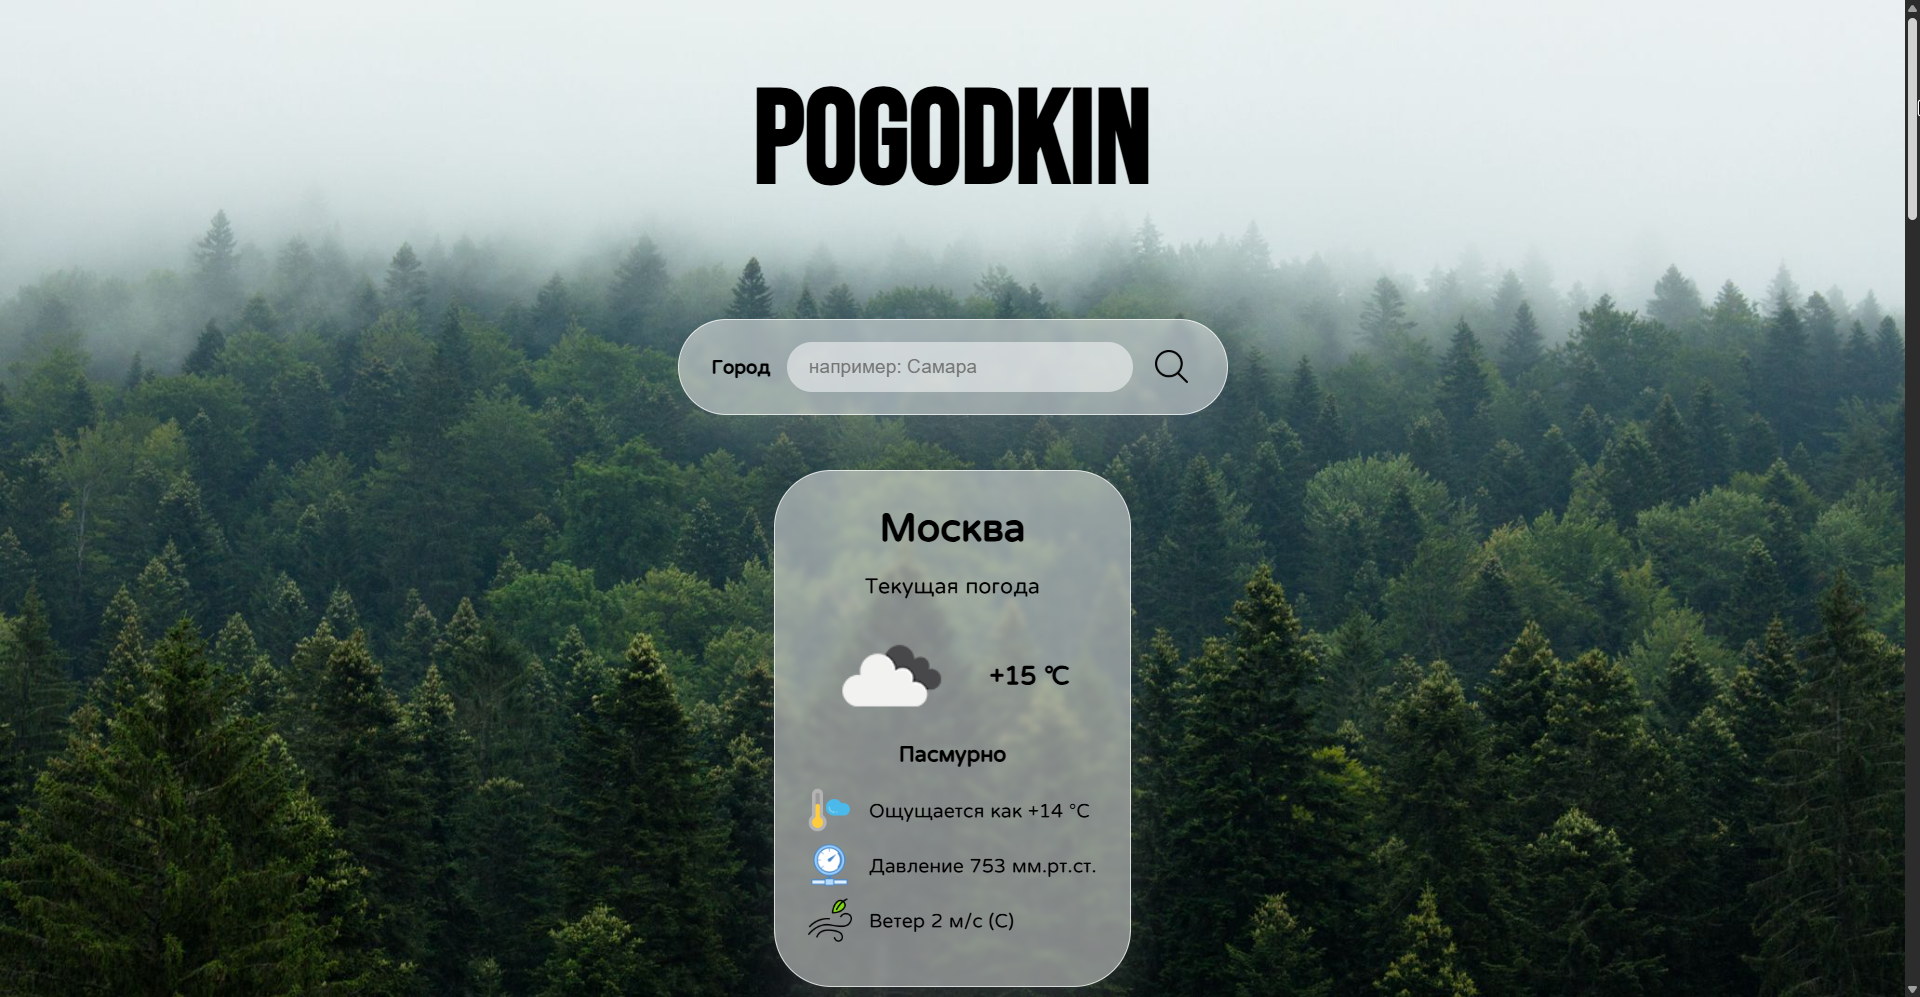 POGODKIN
Город
например: Самара
Москва
Текущая погода
+15 °C
Пасмурно
Ощущается как +14 °C
Давление 753 мм.рт.ст.
Ветер 2 м/с (С)